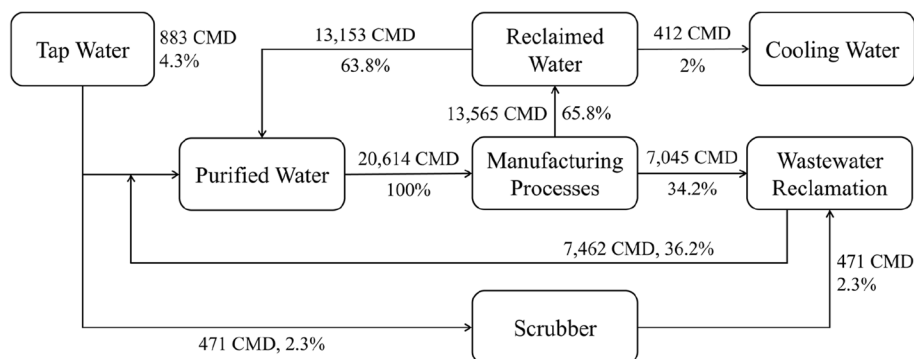 Tap Water
883 CMD
4.3%
13,153 CMD
63.8%
Reclaimed
Water
412 CMD
2%
Cooling Water
13,565 CMD
65.8%
Purified Water
20,614 CMD
100%
Manufacturing
Processes
7,045 CMD
34.2%
Wastewater
Reclamation
7,462 CMD, 36.2%
471 CMD
2.3%
471 CMD, 2.3%
Scrubber